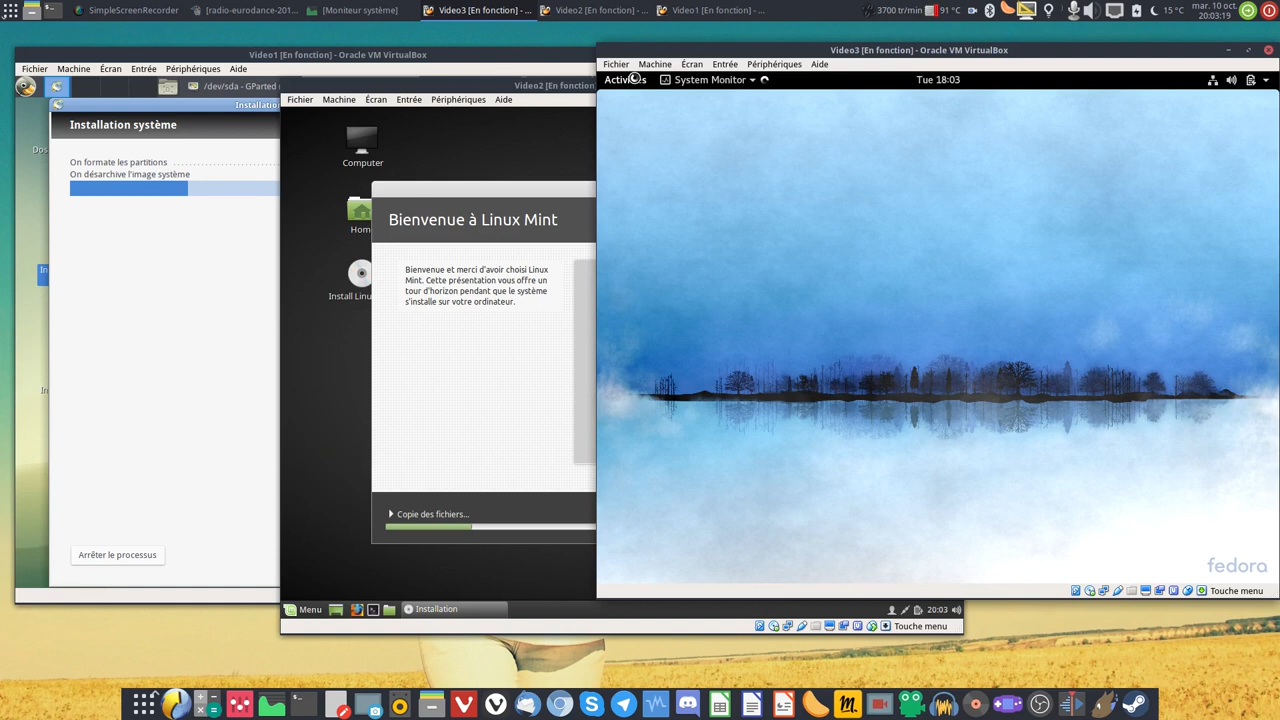 SimpleScreenRecorder
[radio-eurodance-201...
[Moniteur système]
Video3 [En fonction] - ...
Video2 [En fonction] - ...
Video1 [En fonction] - ...
3700 tr/min
91 °C
15 °C
mar. 10 oct.
20:03:19
Video1 [En fonction] - Oracle VM VirtualBox
Fichier Machine Écran Entrée Périphériques Aide
/dev/sda - GParted
Installation système
On formate les partitions
On désarchive l'image système
Arrêter le processus
Video2 [En fonction]
Fichier Machine Écran Entrée Périphériques Aide
Computer
Home
Install Linu
Bienvenue à Linux Mint
Bienvenue et merci d'avoir choisi Linux
Mint. Cette présentation vous offre un
tour d'horizon pendant que le système
s'installe sur votre ordinateur.
Copie des fichiers...
Menu
Installation
20:03
Touche menu
Video3 [En fonction] - Oracle VM VirtualBox
Fichier Machine Écran Entrée Périphériques Aide
System Monitor
Tue 18:03
fedora
Touche menu